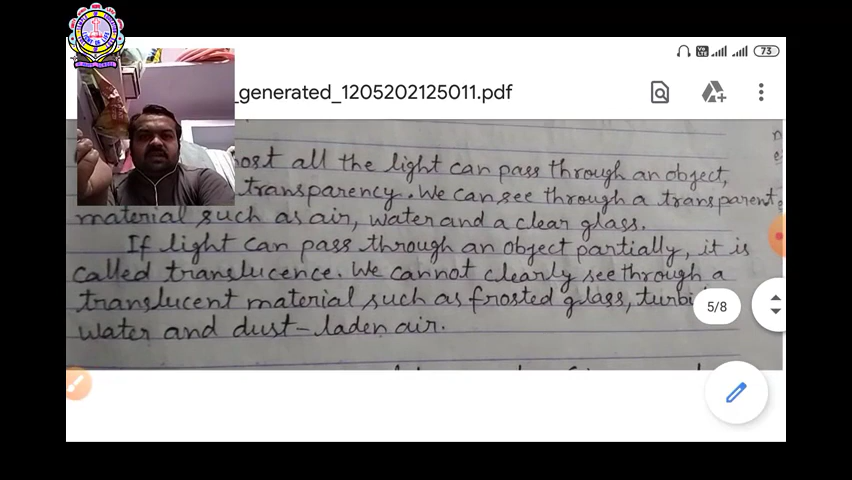 73
_generated_1205202125011.pdf
ost all the light can pass through an object,
transparency. We can see through a transparent
material such as air, water and a clear glass.
If light can pass through an object partially, it is
called translucence. We cannot clearly see through a
translucent material such as frosted glass, turbi
5/8
water and dust-laden air.